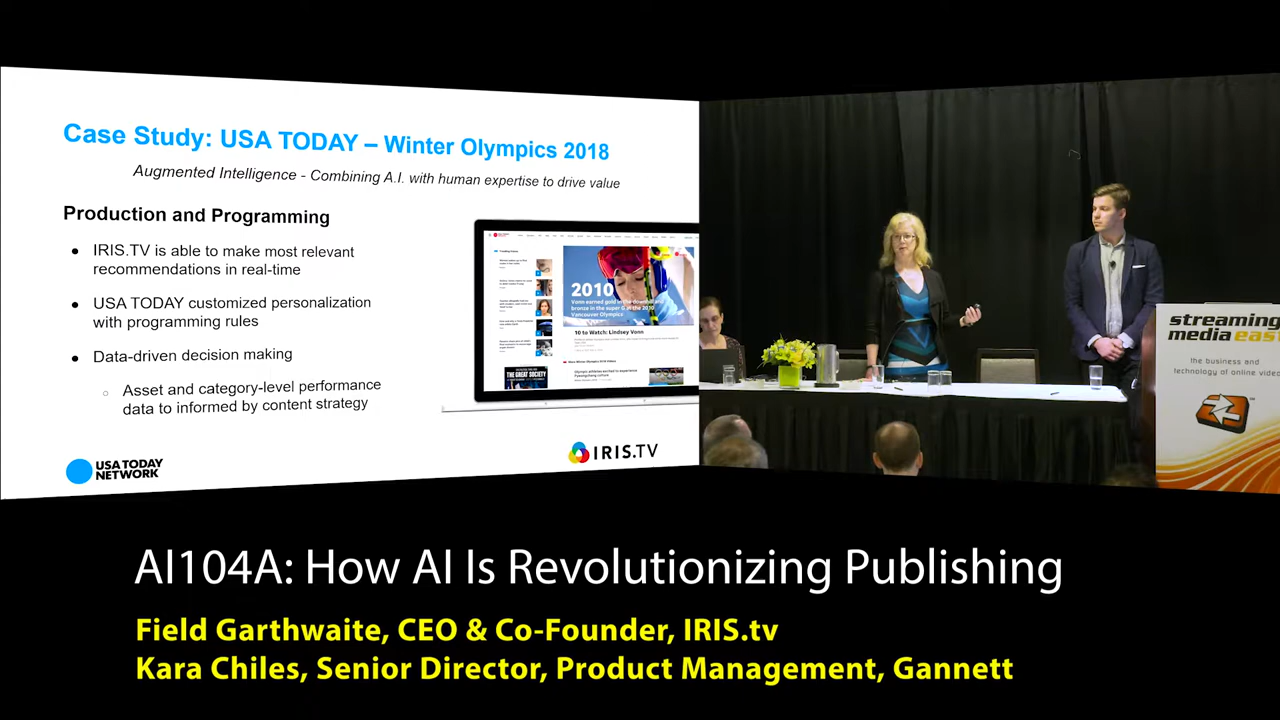 Case Study: USA TODAY – Winter Olympics 2018
Augmented Intelligence - Combining A.I. with human expertise to drive value
Production and Programming
● IRIS.TV is able to make most relevant
recommendations in real-time
● USA TODAY customized personalization
with programming rules
● Data-driven decision making
○ Asset and category-level performance
data to informed by content strategy
2010
Vonn earned gold in the downhill and
bronze in the super G in the 2010
Vancouver Olympics
10 to Watch: Lindsey Vonn
THE GREAT SOCIETY
USA TODAY
NETWORK
IRIS.TV
streaming
media east
the business and
technology of online video
AI104A: How AI Is Revolutionizing Publishing
Field Garthwaite, CEO & Co-Founder, IRIS.tv
Kara Chiles, Senior Director, Product Management, Gannett